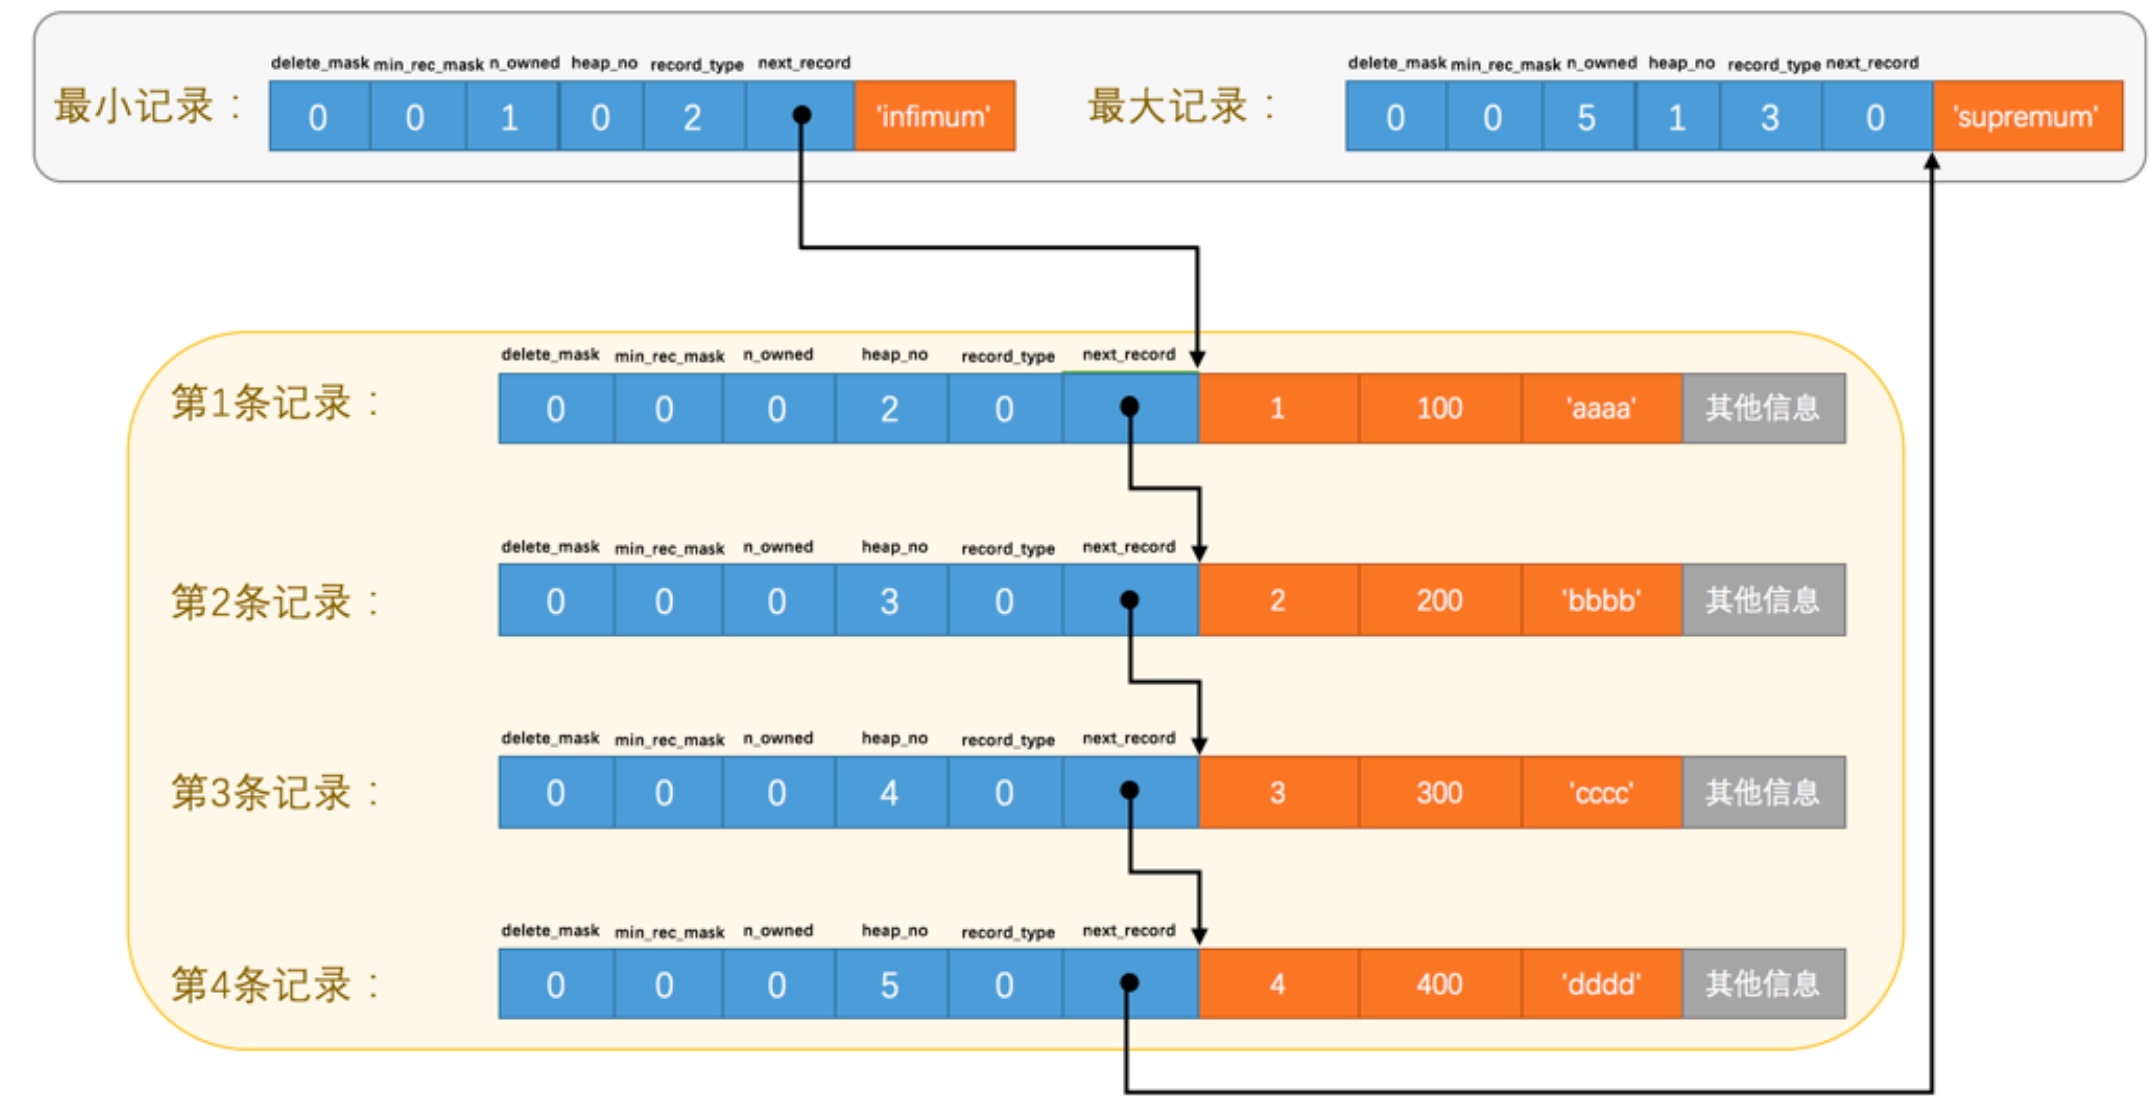 delete_mask min_rec_mask n_owned heap_no record_type next_record
最小记录： 0 0 1 0 2 'infimum'
delete_mask min_rec_mask n_owned heap_no record_type next_record
最大记录： 0 0 5 1 3 0 'supremum'
delete_mask min_rec_mask n_owned heap_no record_type next_record
第1条记录： 0 0 0 2 0 1 100 'aaaa' 其他信息
delete_mask min_rec_mask n_owned heap_no record_type next_record
第2条记录： 0 0 0 3 0 2 200 'bbbb' 其他信息
delete_mask min_rec_mask n_owned heap_no record_type next_record
第3条记录： 0 0 0 4 0 3 300 'cccc' 其他信息
delete_mask min_rec_mask n_owned heap_no record_type next_record
第4条记录： 0 0 0 5 0 4 400 'dddd' 其他信息